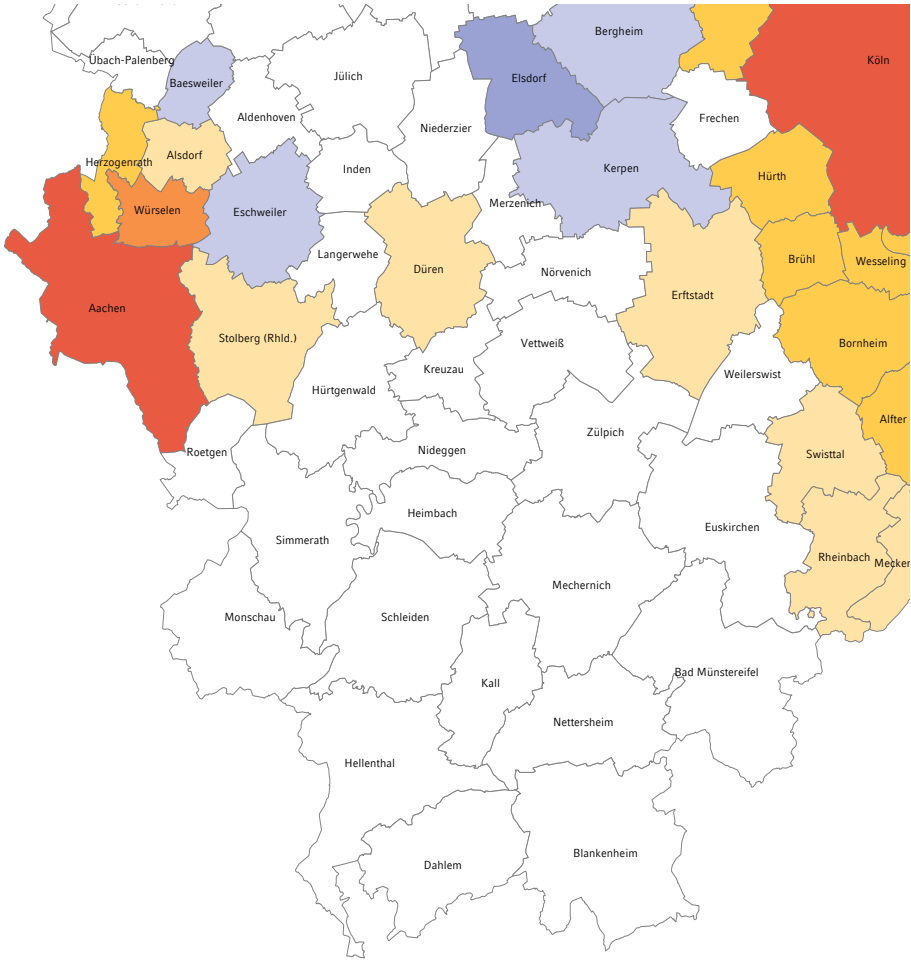 Bergheim
Köln
Übach-Palenberg
Jülich
Elsdorf
Baesweiler
Aldenhoven
Frechen
Niederzier
Alsdorf
Herzogenrath
Inden
Kerpen
Hürth
Würselen
Eschweiler
Merzenich
Langerwehe
Düren
Nörvenich
Brühl
Wesseling
Erftstadt
Aachen
Stolberg (Rhld.)
Vettweiß
Bornheim
Kreuzau
Weilerswist
Hürtgenwald
Alfter
Zülpich
Roetgen
Nideggen
Swisttal
Heimbach
Euskirchen
Simmerath
Rheinbach
Mecken
Mechernich
Monschau
Schleiden
Bad Münstereifel
Kall
Nettersheim
Hellenthal
Blankenheim
Dahlem